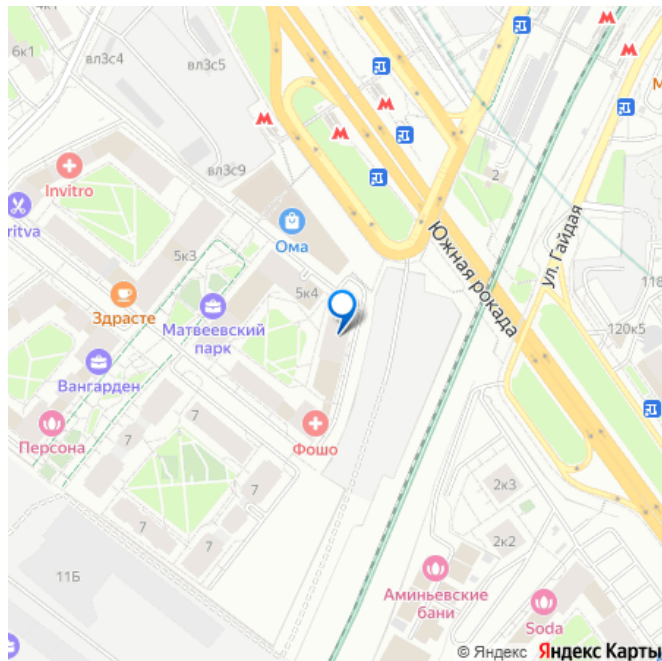 6к1
вл3с4
вл3с5
вл3с9
Invitro
ritva
Ома
5к3
5к4
Здрасте
Матвеевский
парк
Вангарден
Персона
Фошо
7
7
7
7
7
11Б
2
Южная рокада
ул. Гайдая
М
118
120к5
2к3
2к2
Аминьевские
бани
Soda
© Яндекс Яндекс Карты